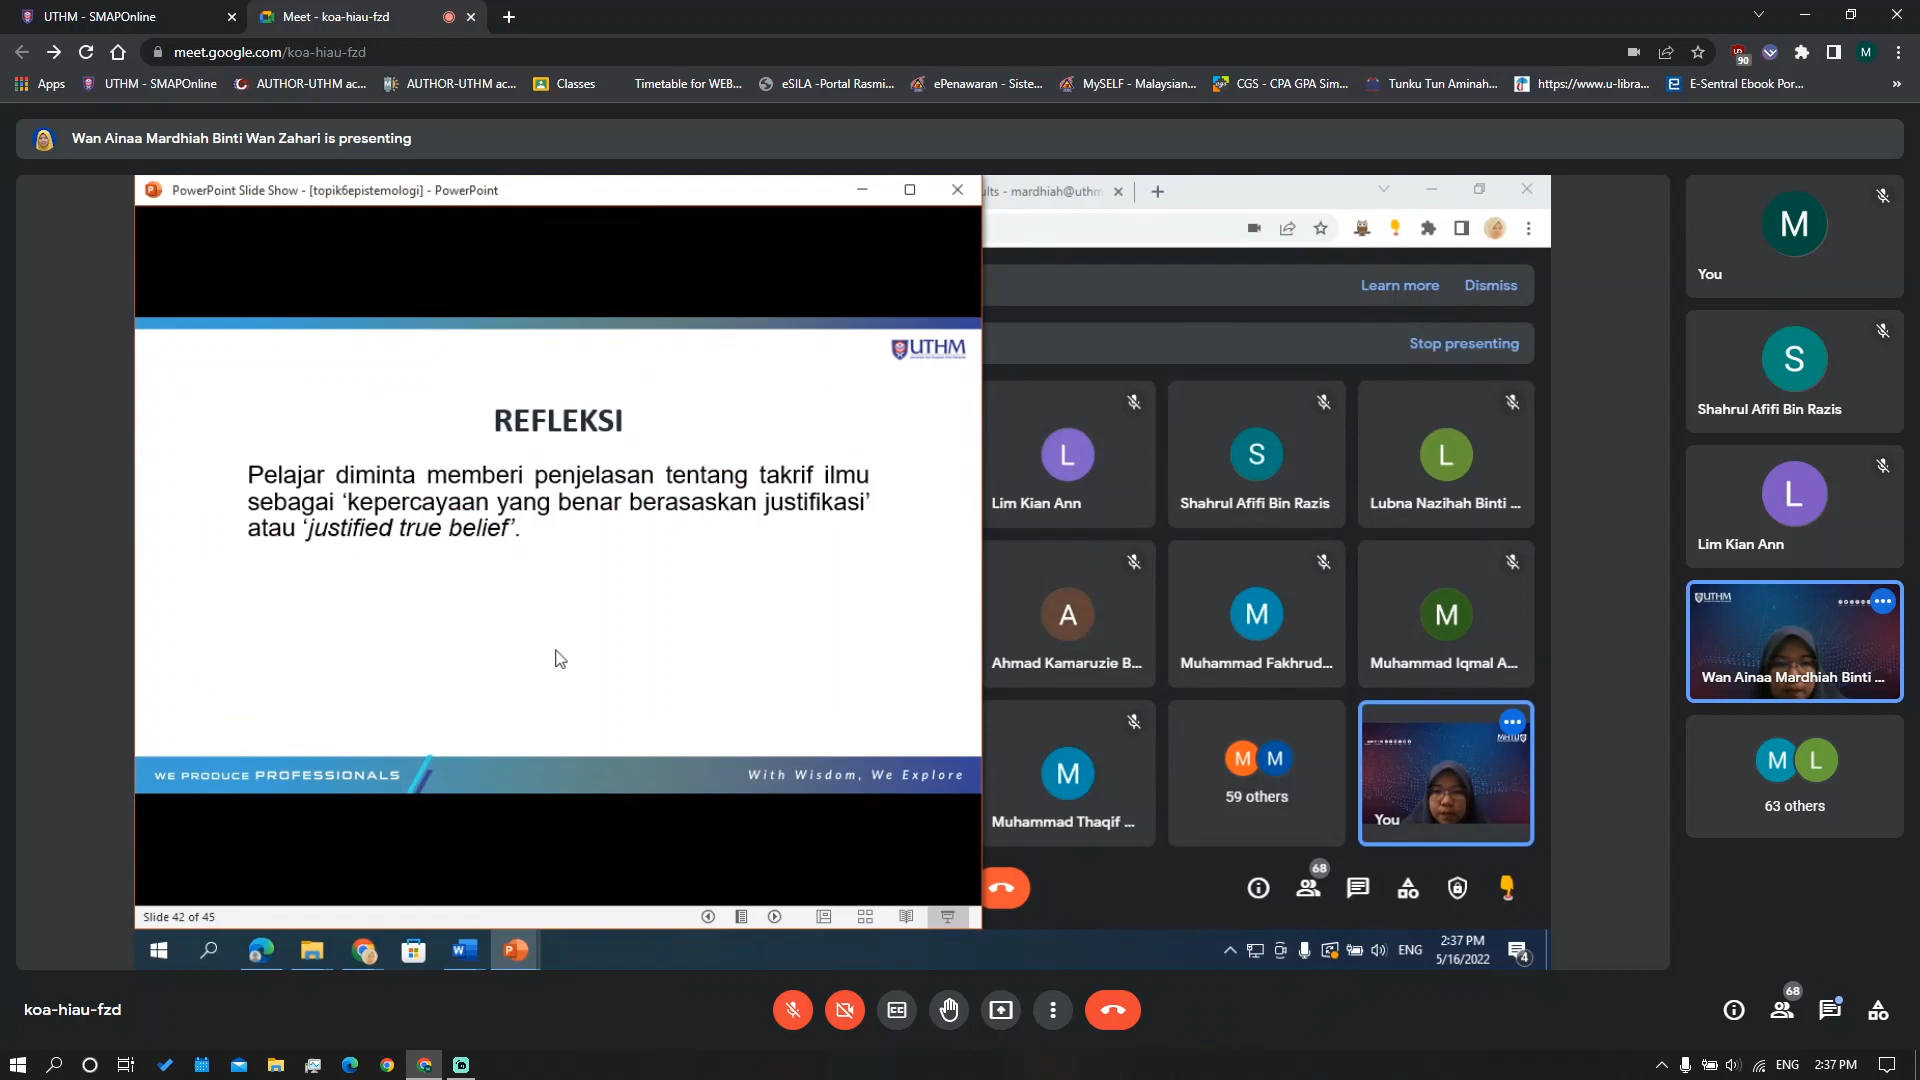 UTHM - SMAPOnline
Meet - koa-hiau-fzd
meet.google.com/koa-hiau-fzd
90
M
Apps
UTHM - SMAPOnline
AUTHOR-UTHM ac...
AUTHOR-UTHM ac...
Classes
Timetable for WEB...
eSILA -Portal Rasmi...
ePenawaran - Siste...
MySELF - Malaysian...
CGS - CPA GPA Sim...
Tunku Tun Aminah...
https://www.u-libra...
E-Sentral Ebook Por...
»
Wan Ainaa Mardhiah Binti Wan Zahari is presenting
PowerPoint Slide Show - [topik6epistemologi] - PowerPoint
ults - mardhiah@uthm
UTHM
REFLEKSI
Pelajar diminta memberi penjelasan tentang takrif ilmu
sebagai ‘kepercayaan yang benar berasaskan justifikasi’
atau ‘justified true belief’.
WE PRODUCE PROFESSIONALS
With Wisdom, We Explore
Slide 42 of 45
Learn more
Dismiss
Stop presenting
L
Lim Kian Ann
S
Shahrul Afifi Bin Razis
L
Lubna Nazihah Binti ...
A
Ahmad Kamaruzie B...
M
Muhammad Fakhrud...
M
Muhammad Iqmal A...
M
Muhammad Thaqif ...
M
M
59 others
UTHM
You
68
ENG
2:37 PM
5/16/2022
4
M
You
S
Shahrul Afifi Bin Razis
L
Lim Kian Ann
UTHM
Wan Ainaa Mardhiah Binti ...
M
L
63 others
koa-hiau-fzd
68
ENG
2:37 PM